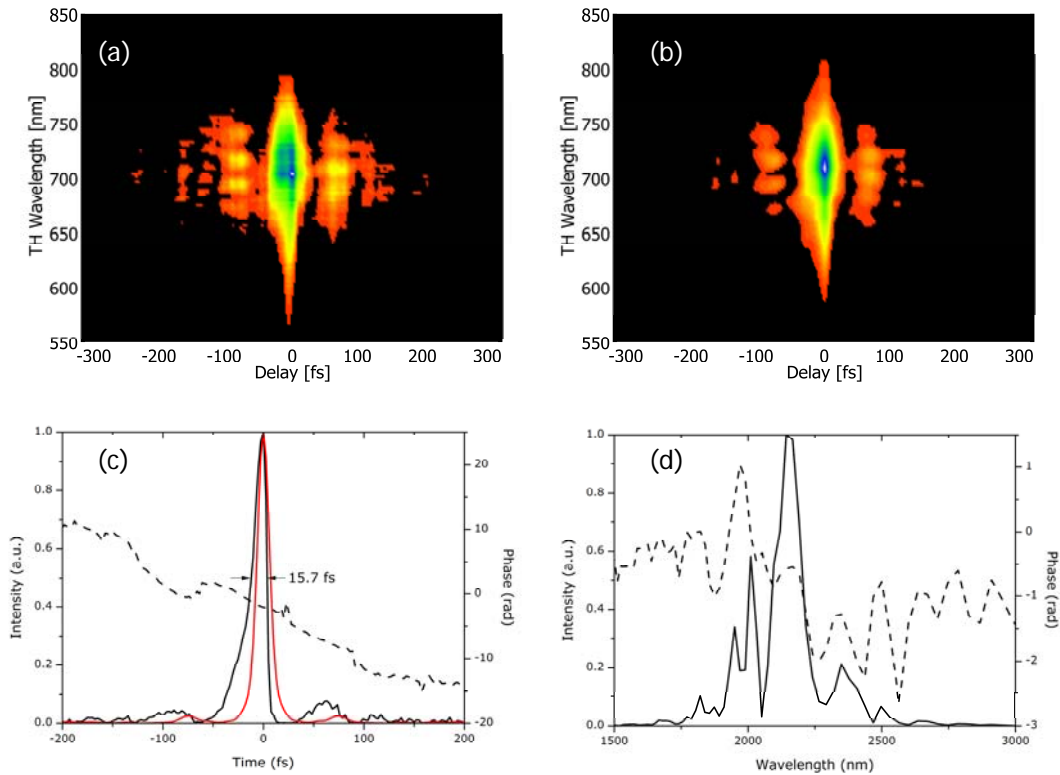 (a)
TH Wavelength [nm]
850
800
750
700
650
600
550
-300 -200 -100 0 100 200 300
Delay [fs]
(b)
TH Wavelength [nm]
850
800
750
700
650
600
550
-300 -200 -100 0 100 200 300
Delay [fs]
(c)
Intensity (a.u.)
1.0
0.8
0.6
0.4
0.2
0.0
15.7 fs
20
10
0
-10
-20
Phase (rad)
-200 -100 0 100 200
Time (fs)
(d)
Intensity (a.u.)
1.0
0.8
0.6
0.4
0.2
0.0
1
0
-1
-2
-3
Phase (rad)
1500 2000 2500 3000
Wavelength (nm)